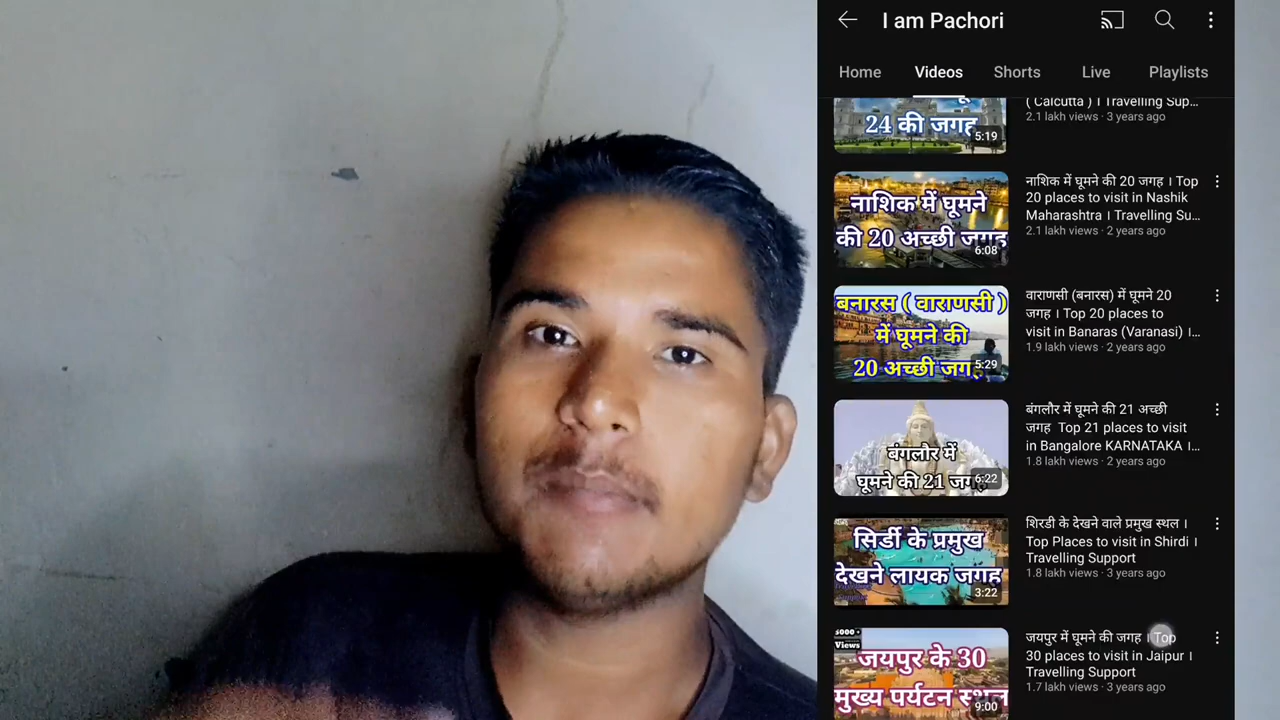 I am Pachori
Home Videos Shorts Live Playlists
24 की जगह
5:19
( Calcutta ) । Travelling Sup...
2.1 lakh views · 3 years ago
नाशिक में घूमने
की 20 अच्छी जगह
6:08
नाशिक में घूमने की 20 जगह । Top
20 places to visit in Nashik
Maharashtra । Travelling Su...
2.1 lakh views · 2 years ago
बनारस ( वाराणसी )
में घूमने की
20 अच्छी जगह
5:29
वाराणसी (बनारस) में घूमने 20
जगह । Top 20 places to
visit in Banaras (Varanasi) ।...
1.9 lakh views · 2 years ago
बंगलौर में
घूमने की 21 जगह
6:22
बंगलौर में घूमने की 21 अच्छी
जगह Top 21 places to visit
in Bangalore KARNATAKA ।...
1.8 lakh views · 2 years ago
सिर्डी के प्रमुख
देखने लायक जगह
3:22
शिरडी के देखने वाले प्रमुख स्थल ।
Top Places to visit in Shirdi ।
Travelling Support
1.8 lakh views · 3 years ago
5000 +
Views
जयपुर के 30
मुख्य पर्यटन स्थल
9:00
जयपुर में घूमने की जगह । Top
30 places to visit in Jaipur ।
Travelling Support
1.7 lakh views · 3 years ago